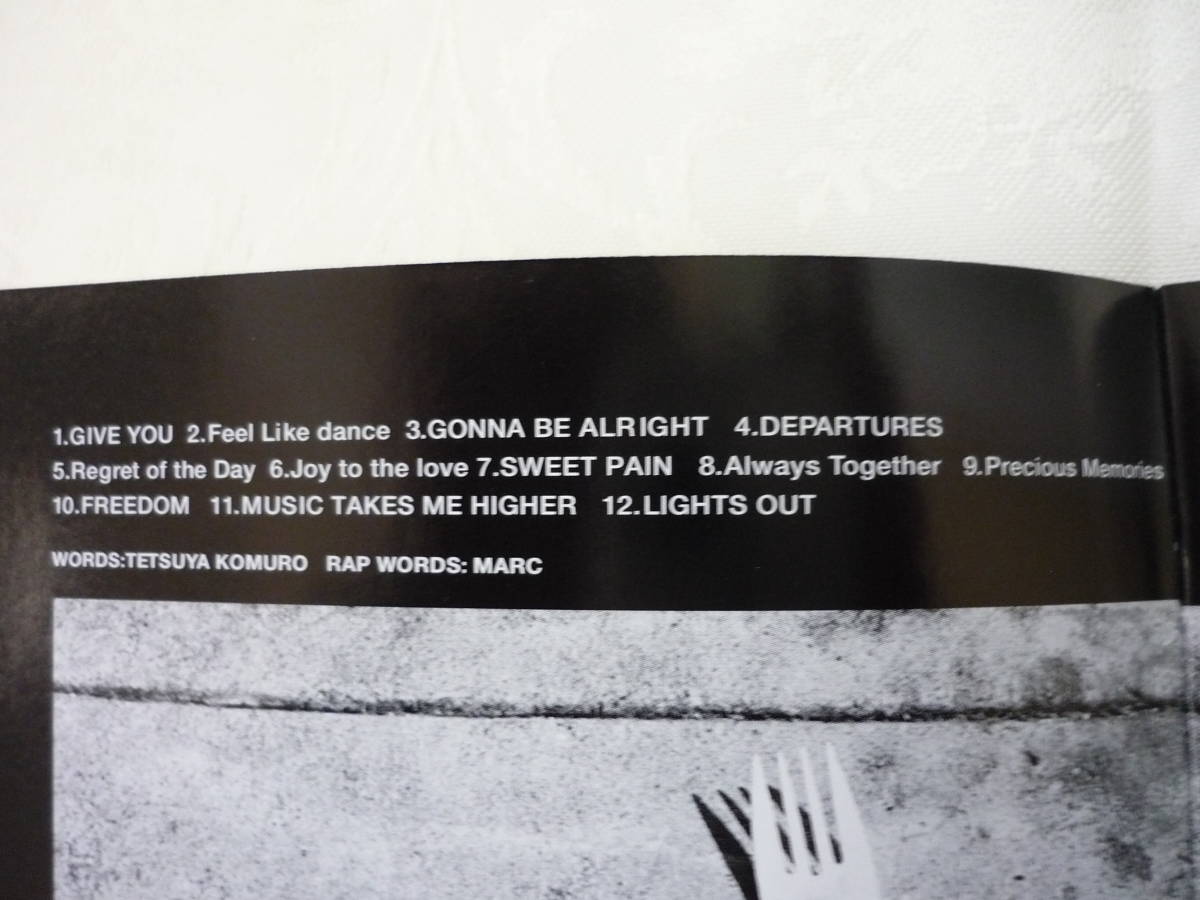 1.GIVE YOU 2.Feel Like dance 3.GONNA BE ALRIGHT 4.DEPARTURES
5.Regret of the Day 6.Joy to the love 7.SWEET PAIN 8.Always Together 9.Precious Memories
10.FREEDOM 11.MUSIC TAKES ME HIGHER 12.LIGHTS OUT
WORDS:TETSUYA KOMURO RAP WORDS: MARC